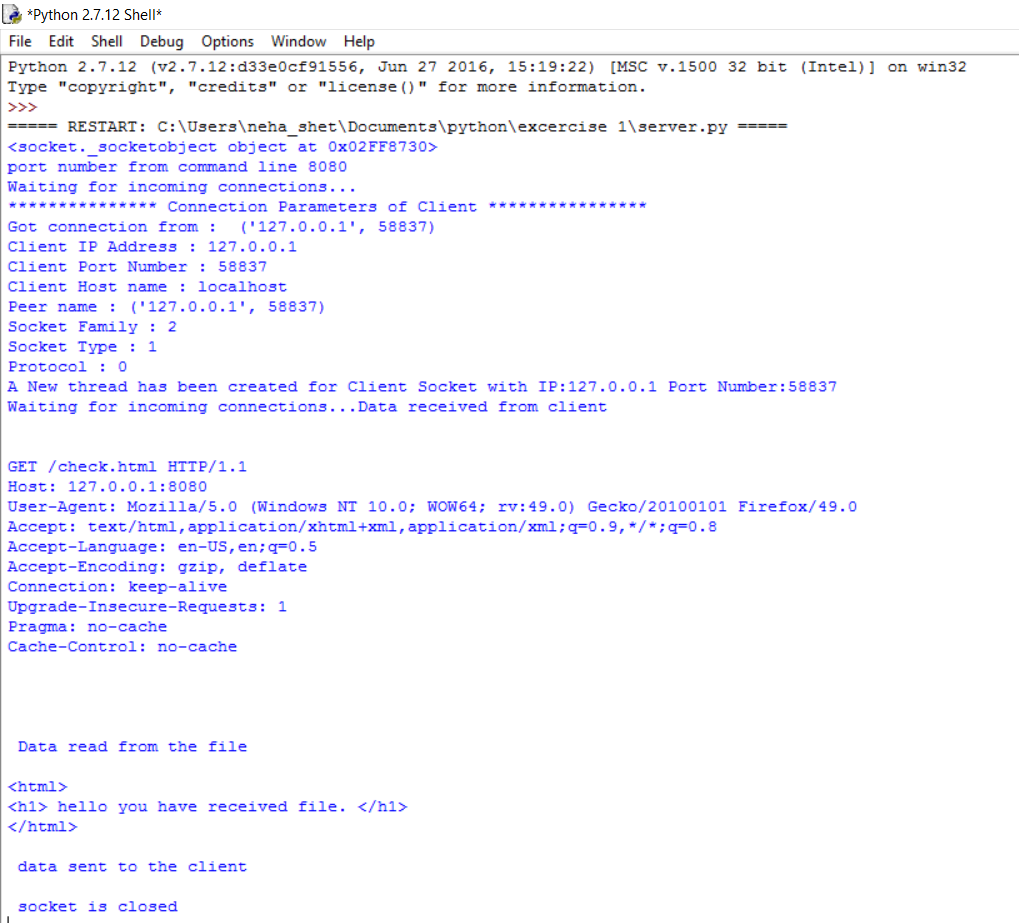 *Python 2.7.12 Shell*
File Edit Shell Debug Options Window Help
Python 2.7.12 (v2.7.12:d33e0cf91556, Jun 27 2016, 15:19:22) [MSC v.1500 32 bit (Intel)] on win32
Type "copyright", "credits" or "license()" for more information.
>>>
===== RESTART: C:\Users\neha_shet\Documents\python\excercise 1\server.py =====
<socket._socketobject object at 0x02FF8730>
port number from command line 8080
Waiting for incoming connections...
*************** Connection Parameters of Client ****************
Got connection from :  ('127.0.0.1', 58837)
Client IP Address : 127.0.0.1
Client Port Number : 58837
Client Host name : localhost
Peer name : ('127.0.0.1', 58837)
Socket Family : 2
Socket Type : 1
Protocol : 0
A New thread has been created for Client Socket with IP:127.0.0.1 Port Number:58837
Waiting for incoming connections...Data received from client
GET /check.html HTTP/1.1
Host: 127.0.0.1:8080
User-Agent: Mozilla/5.0 (Windows NT 10.0; WOW64; rv:49.0) Gecko/20100101 Firefox/49.0
Accept: text/html,application/xhtml+xml,application/xml;q=0.9,*/*;q=0.8
Accept-Language: en-US,en;q=0.5
Accept-Encoding: gzip, deflate
Connection: keep-alive
Upgrade-Insecure-Requests: 1
Pragma: no-cache
Cache-Control: no-cache
Data read from the file
<html>
<h1> hello you have received file. </h1>
</html>
data sent to the client
socket is closed